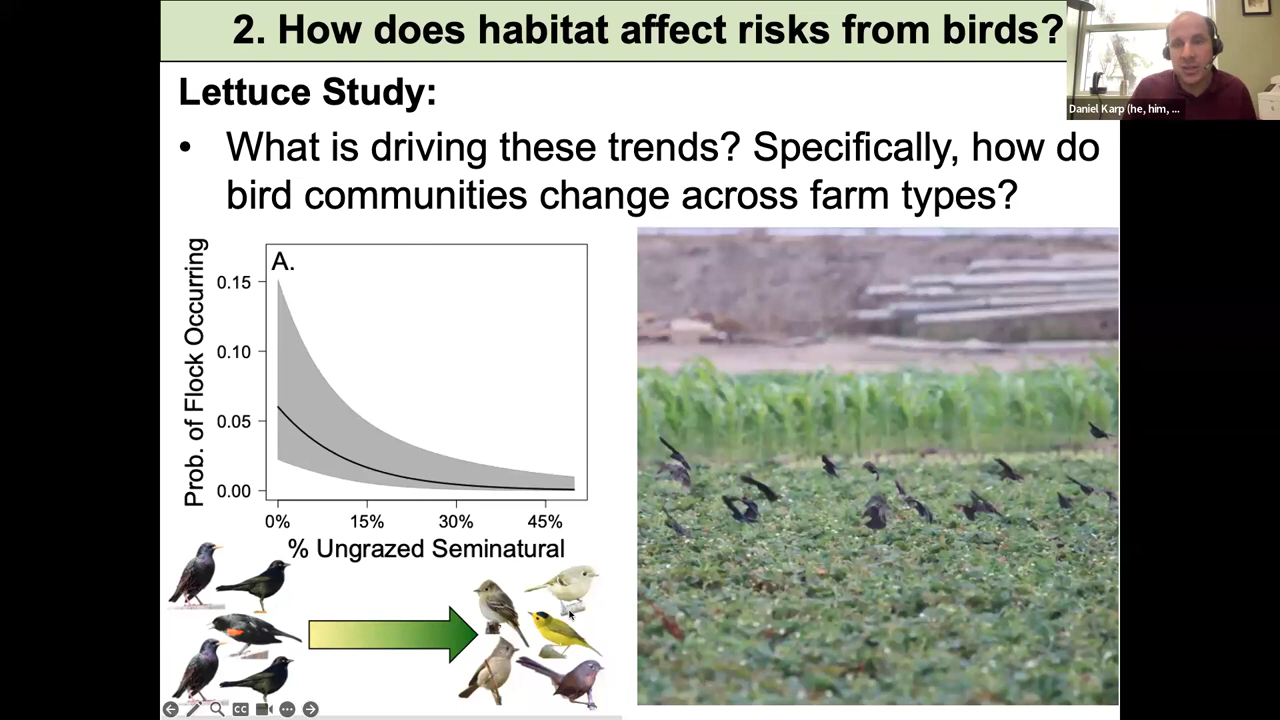 2. How does habitat affect risks from birds?
Daniel Karp (he, him, ...
Lettuce Study:
• What is driving these trends? Specifically, how do
bird communities change across farm types?
Prob. of Flock Occurring
A.
0.15
0.10
0.05
0.00
0% 15% 30% 45%
% Ungrazed Seminatural
CC